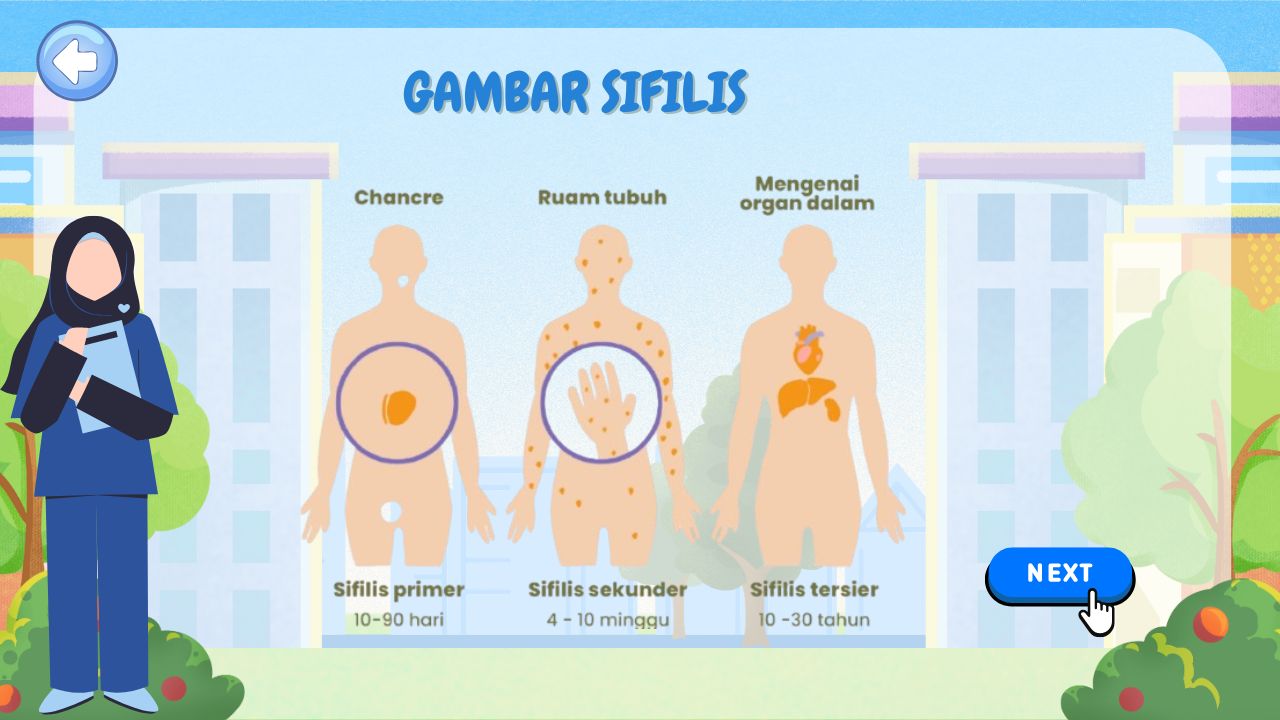 GAMBAR SIFILIS
Chancre
Ruam tubuh
Mengenai
organ dalam
Sifilis primer
10-90 hari
Sifilis sekunder
4 - 10 minggu
Sifilis tersier
10 -30 tahun
NEXT